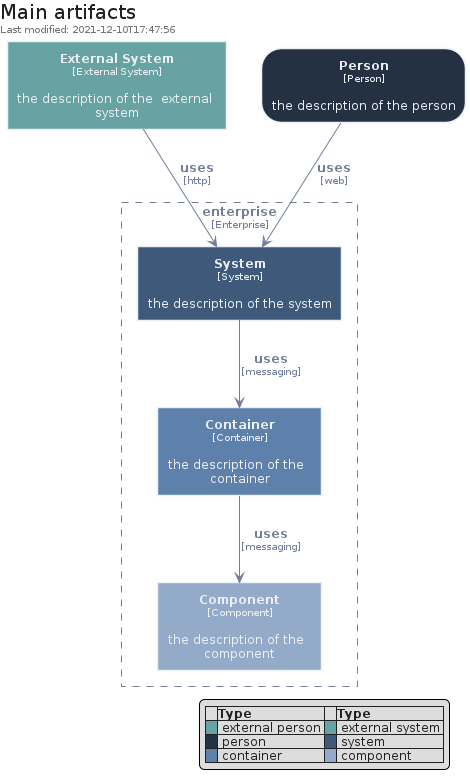 Main artifacts
Last modified: 2021-12-10T17:47:56
External System
[External System]
the description of the  external
system
Person
[Person]
the description of the person
uses
[http]
uses
[web]
enterprise
[Enterprise]
System
[System]
the description of the system
uses
[messaging]
Container
[Container]
the description of the
container
uses
[messaging]
Component
[Component]
the description of the
component
Type Type
external person external system
person system
container component